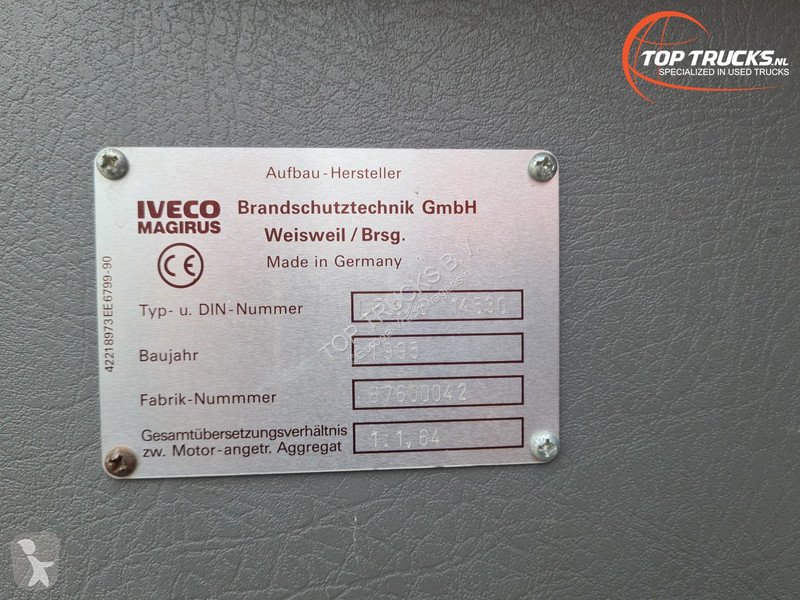 TOP TRUCKS.NL
SPECIALIZED IN USED TRUCKS
Aufbau-Hersteller
IVECO
MAGIRUS
Brandschutztechnik GmbH
Weisweil / Brsg.
Made in Germany
CE
42218973EE6799-90
Typ- u. DIN-Nummer 14530
Baujahr 1995
Fabrik-Nummmer 67600042
Gesamtübersetzungsverhältnis
zw. Motor-angetr. Aggregat 1:1,64
TOP TRUCKS B.V.